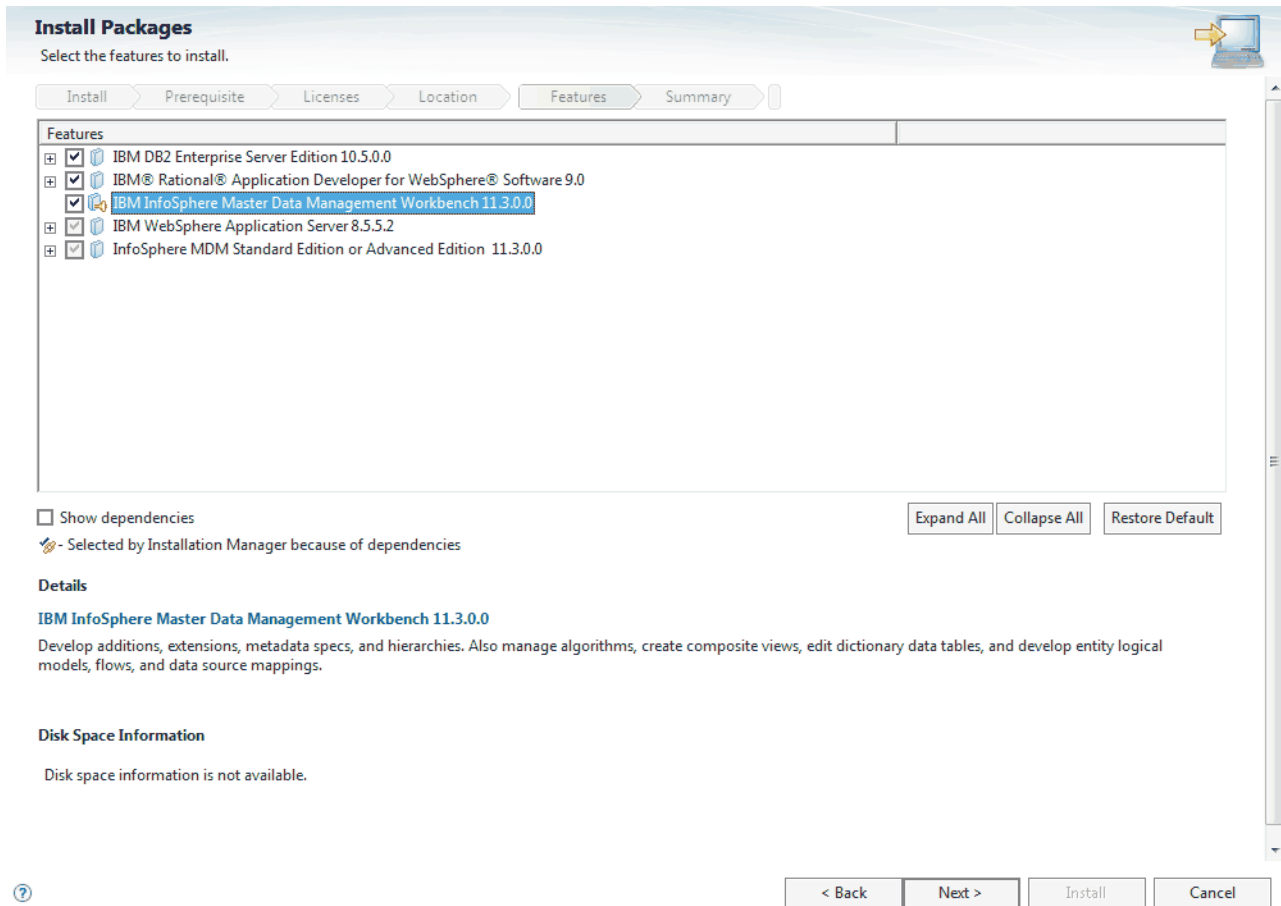 Install Packages
Select the features to install.
Install Prerequisite Licenses Location Features Summary
Features
IBM DB2 Enterprise Server Edition 10.5.0.0
IBM® Rational® Application Developer for WebSphere® Software 9.0
IBM InfoSphere Master Data Management Workbench 11.3.0.0
IBM WebSphere Application Server 8.5.5.2
InfoSphere MDM Standard Edition or Advanced Edition 11.3.0.0
Show dependencies Expand All Collapse All Restore Default
- Selected by Installation Manager because of dependencies
Details
IBM InfoSphere Master Data Management Workbench 11.3.0.0
Develop additions, extensions, metadata specs, and hierarchies. Also manage algorithms, create composite views, edit dictionary data tables, and develop entity logical
models, flows, and data source mappings.
Disk Space Information
Disk space information is not available.
? < Back Next > Install Cancel